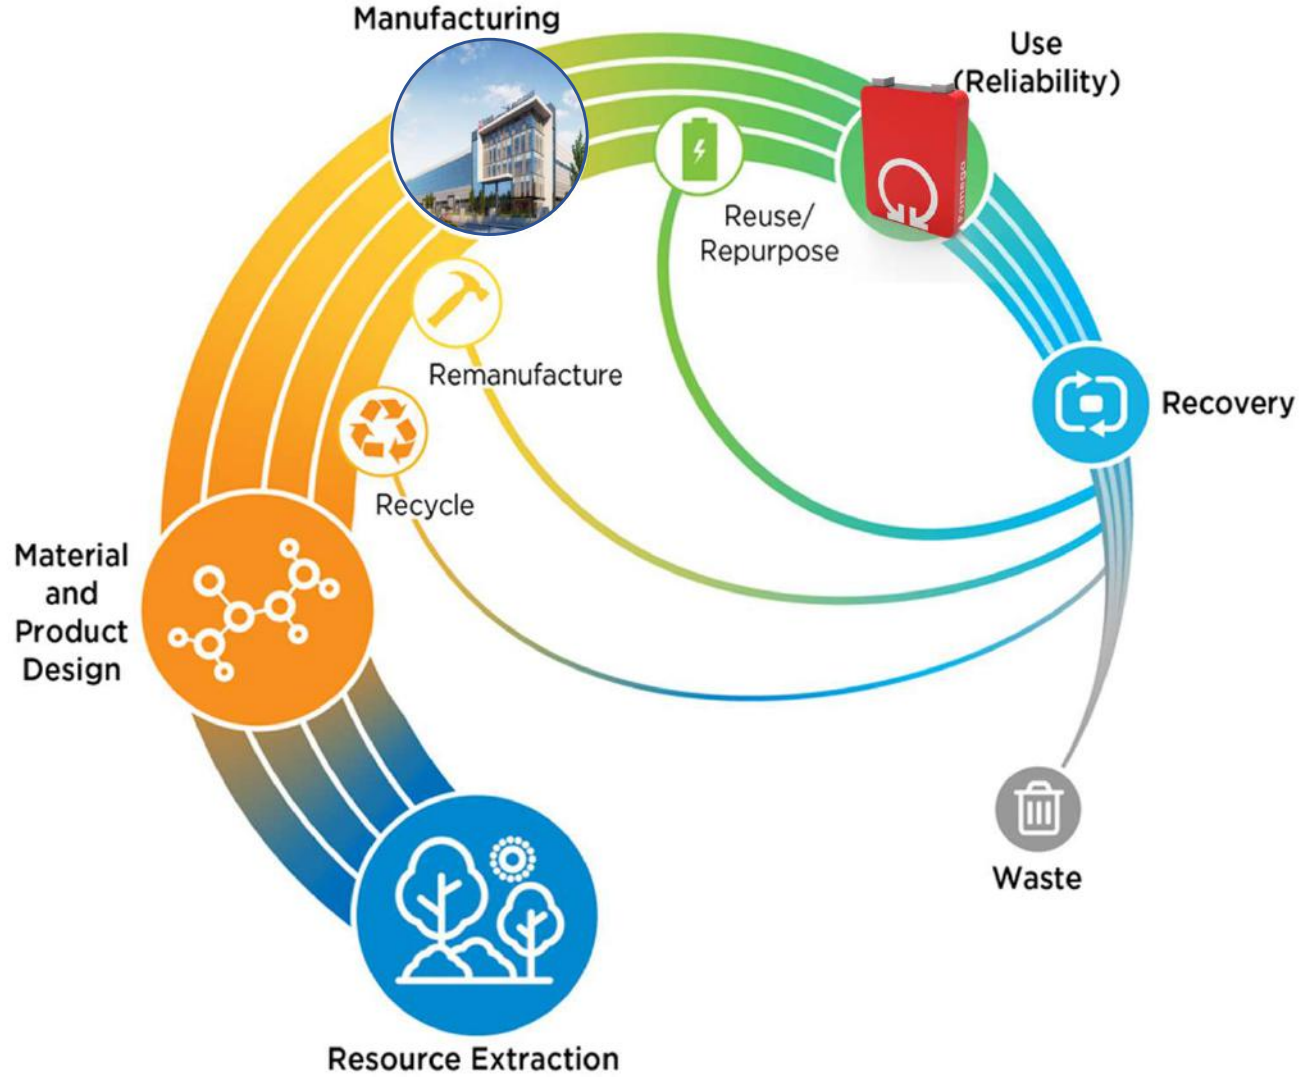 Manufacturing
Use
(Reliability)
Reuse/
Repurpose
Remanufacture
Recovery
Recycle
Material
and
Product
Design
Waste
Resource Extraction